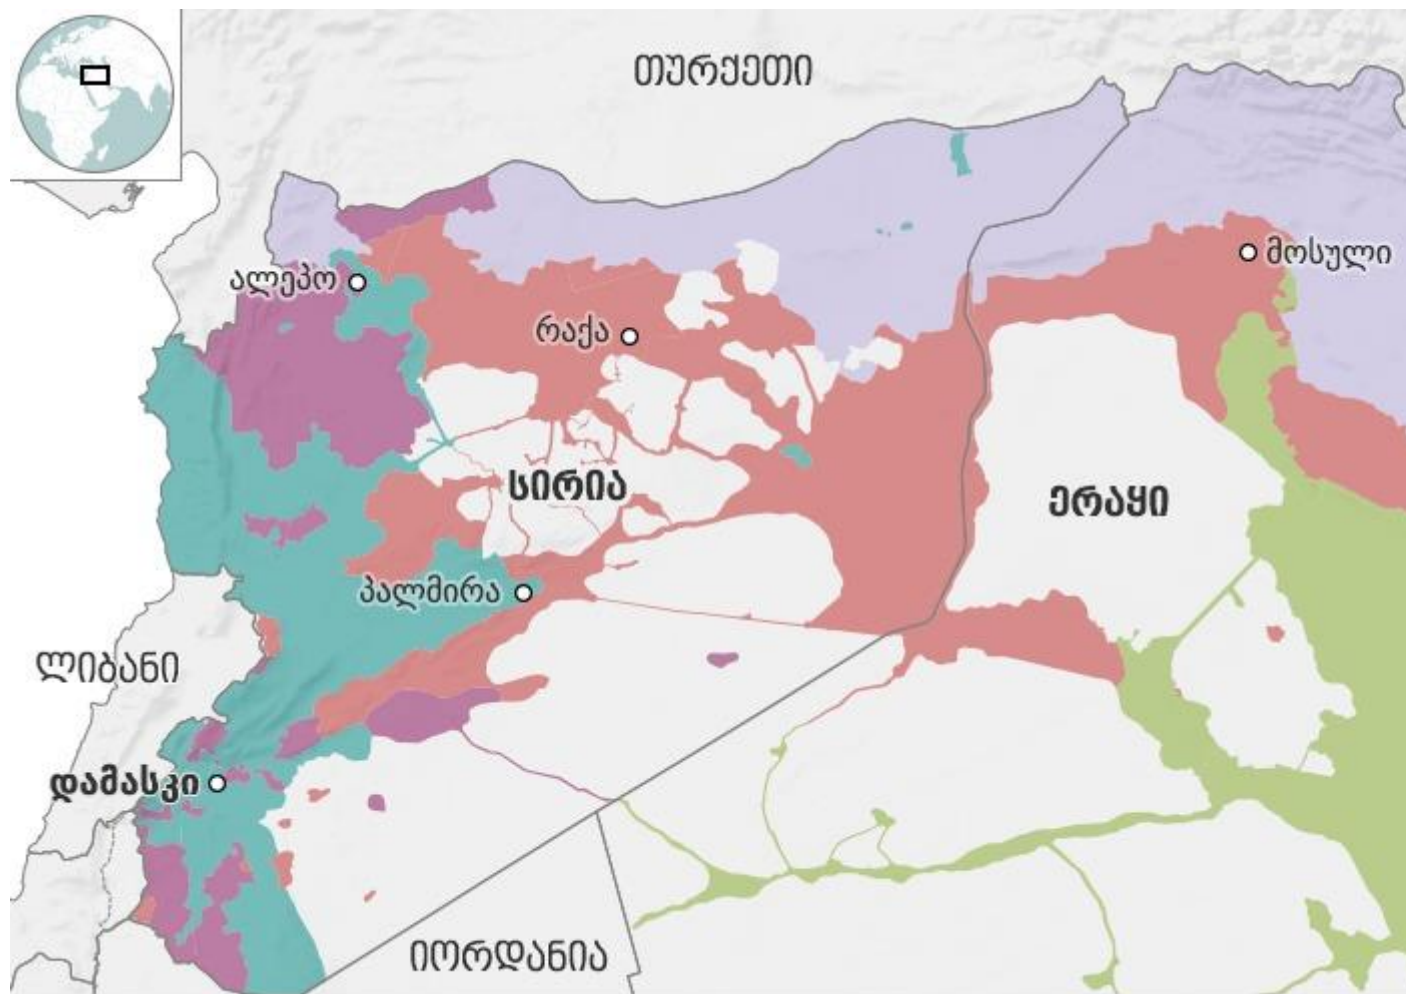 თურქეთი
ალეპო
მოსული
რაქა
სირია
ერაყი
პალმირა
ლიბანი
დამასკი
იორდანია